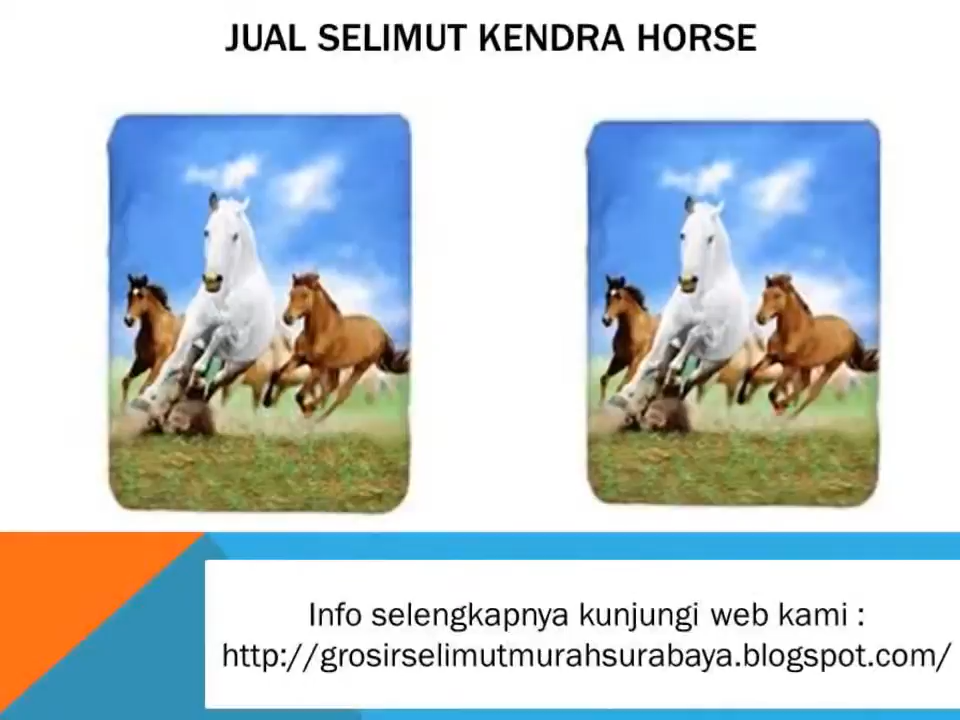 JUAL SELIMUT KENDRA HORSE
Info selengkapnya kunjungi web kami :
http://grosirselimutmurahsurabaya.blogspot.com/